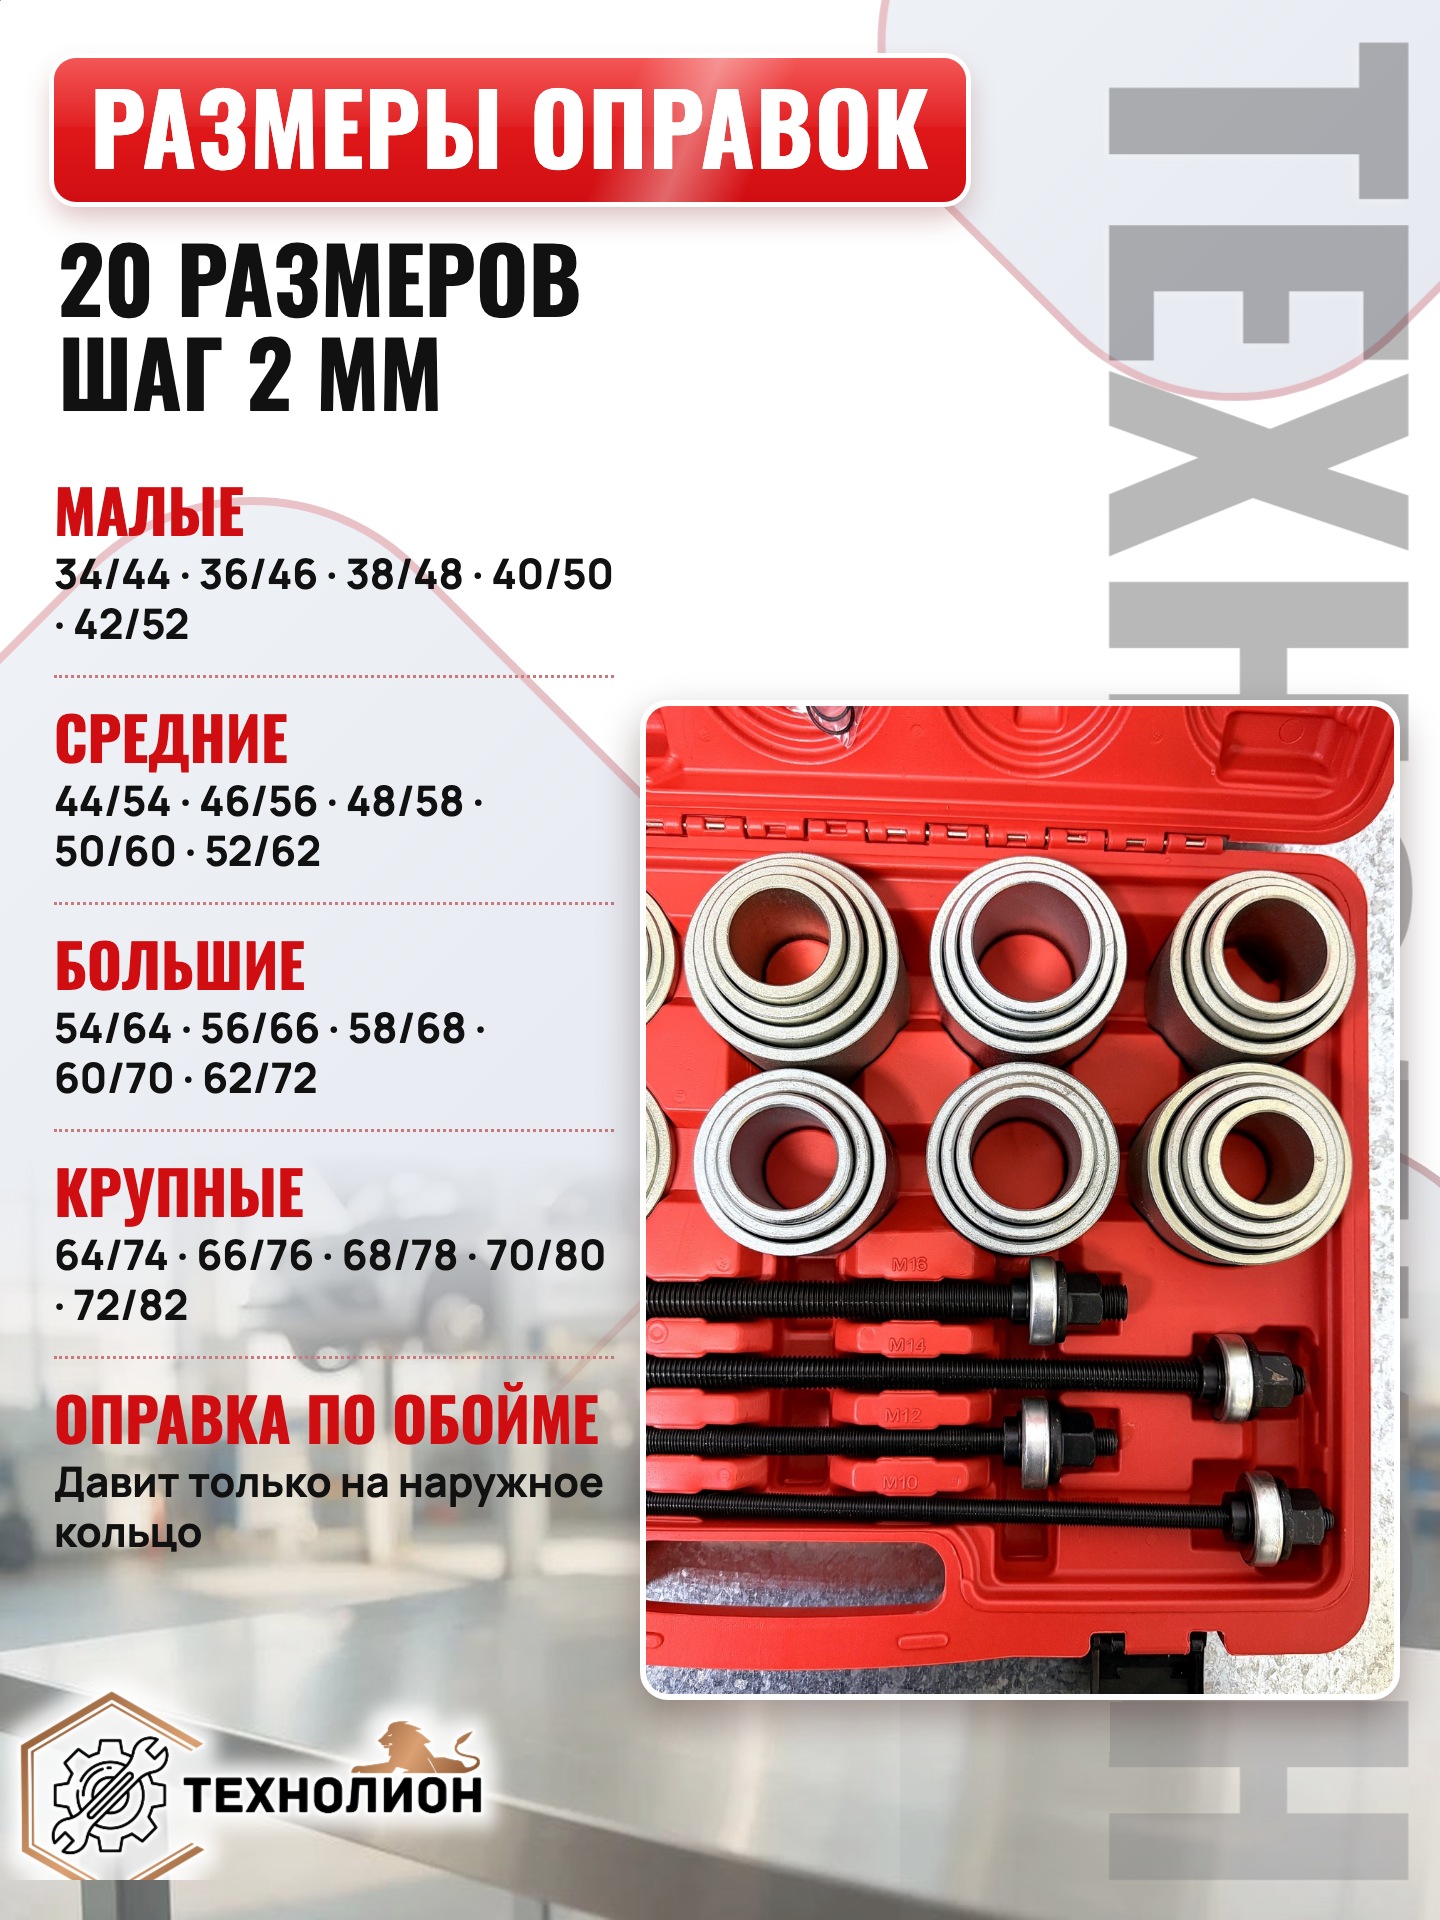 РАЗМЕРЫ ОПРАВОК
20 РАЗМЕРОВ
ШАГ 2 ММ
МАЛЫЕ
34/44 · 36/46 · 38/48 · 40/50
· 42/52
СРЕДНИЕ
44/54 · 46/56 · 48/58 ·
50/60 · 52/62
БОЛЬШИЕ
54/64 · 56/66 · 58/68 ·
60/70 · 62/72
КРУПНЫЕ
64/74 · 66/76 · 68/78 · 70/80
· 72/82
ОПРАВКА ПО ОБОЙМЕ
Давит только на наружное
кольцо
M16
M14
M12
M10
ТЕХНОЛИОН